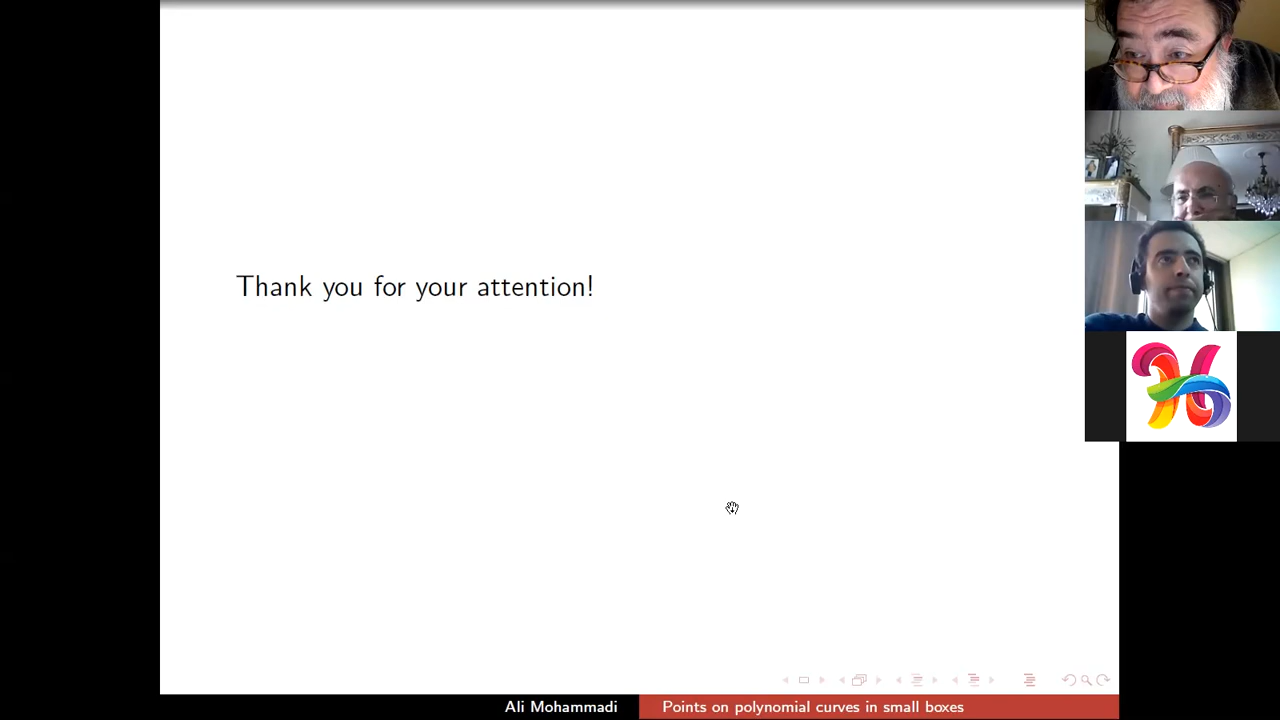 Thank you for your attention!
Ali Mohammadi
Points on polynomial curves in small boxes